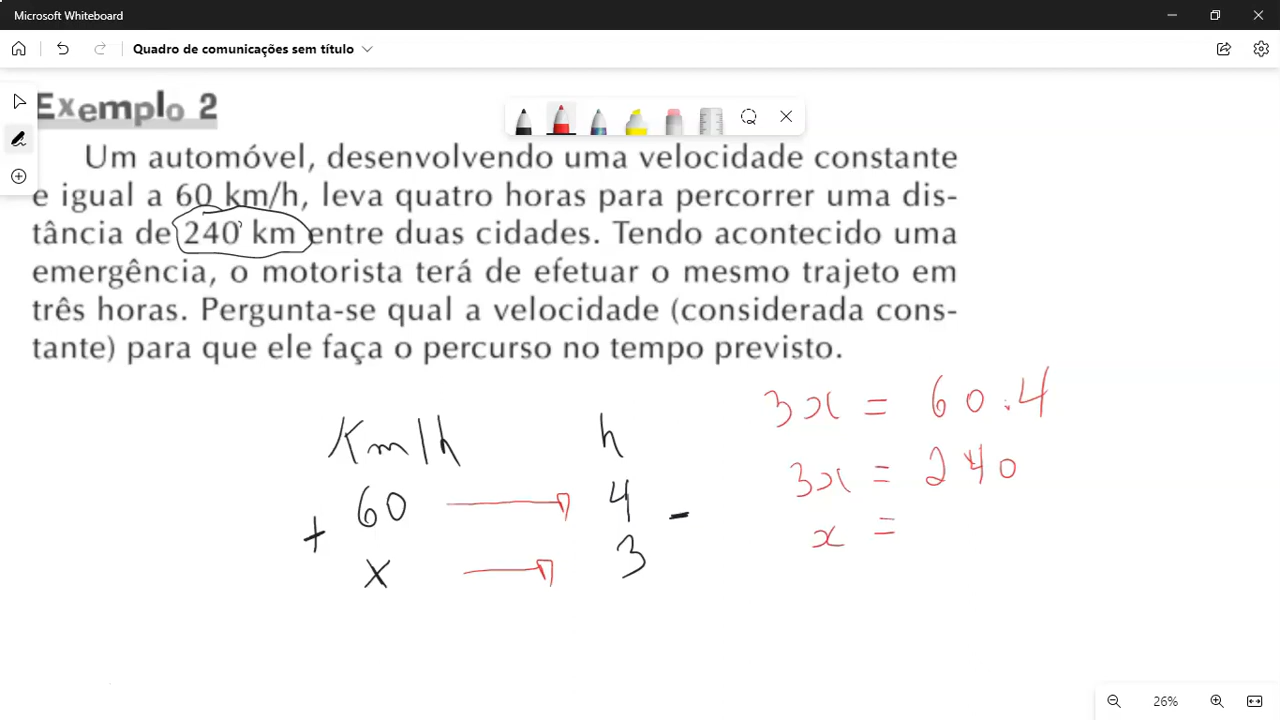 Microsoft Whiteboard
Quadro de comunicações sem título
Exemplo 2
Um automóvel, desenvolvendo uma velocidade constante
e igual a 60 km/h, leva quatro horas para percorrer uma dis-
tância de 240 km entre duas cidades. Tendo acontecido uma
emergência, o motorista terá de efetuar o mesmo trajeto em
três horas. Pergunta-se qual a velocidade (considerada cons-
tante) para que ele faça o percurso no tempo previsto.
Km/h h
60 → 4 -
+
x → 3
3x = 60.4
3x = 240
x =
26%